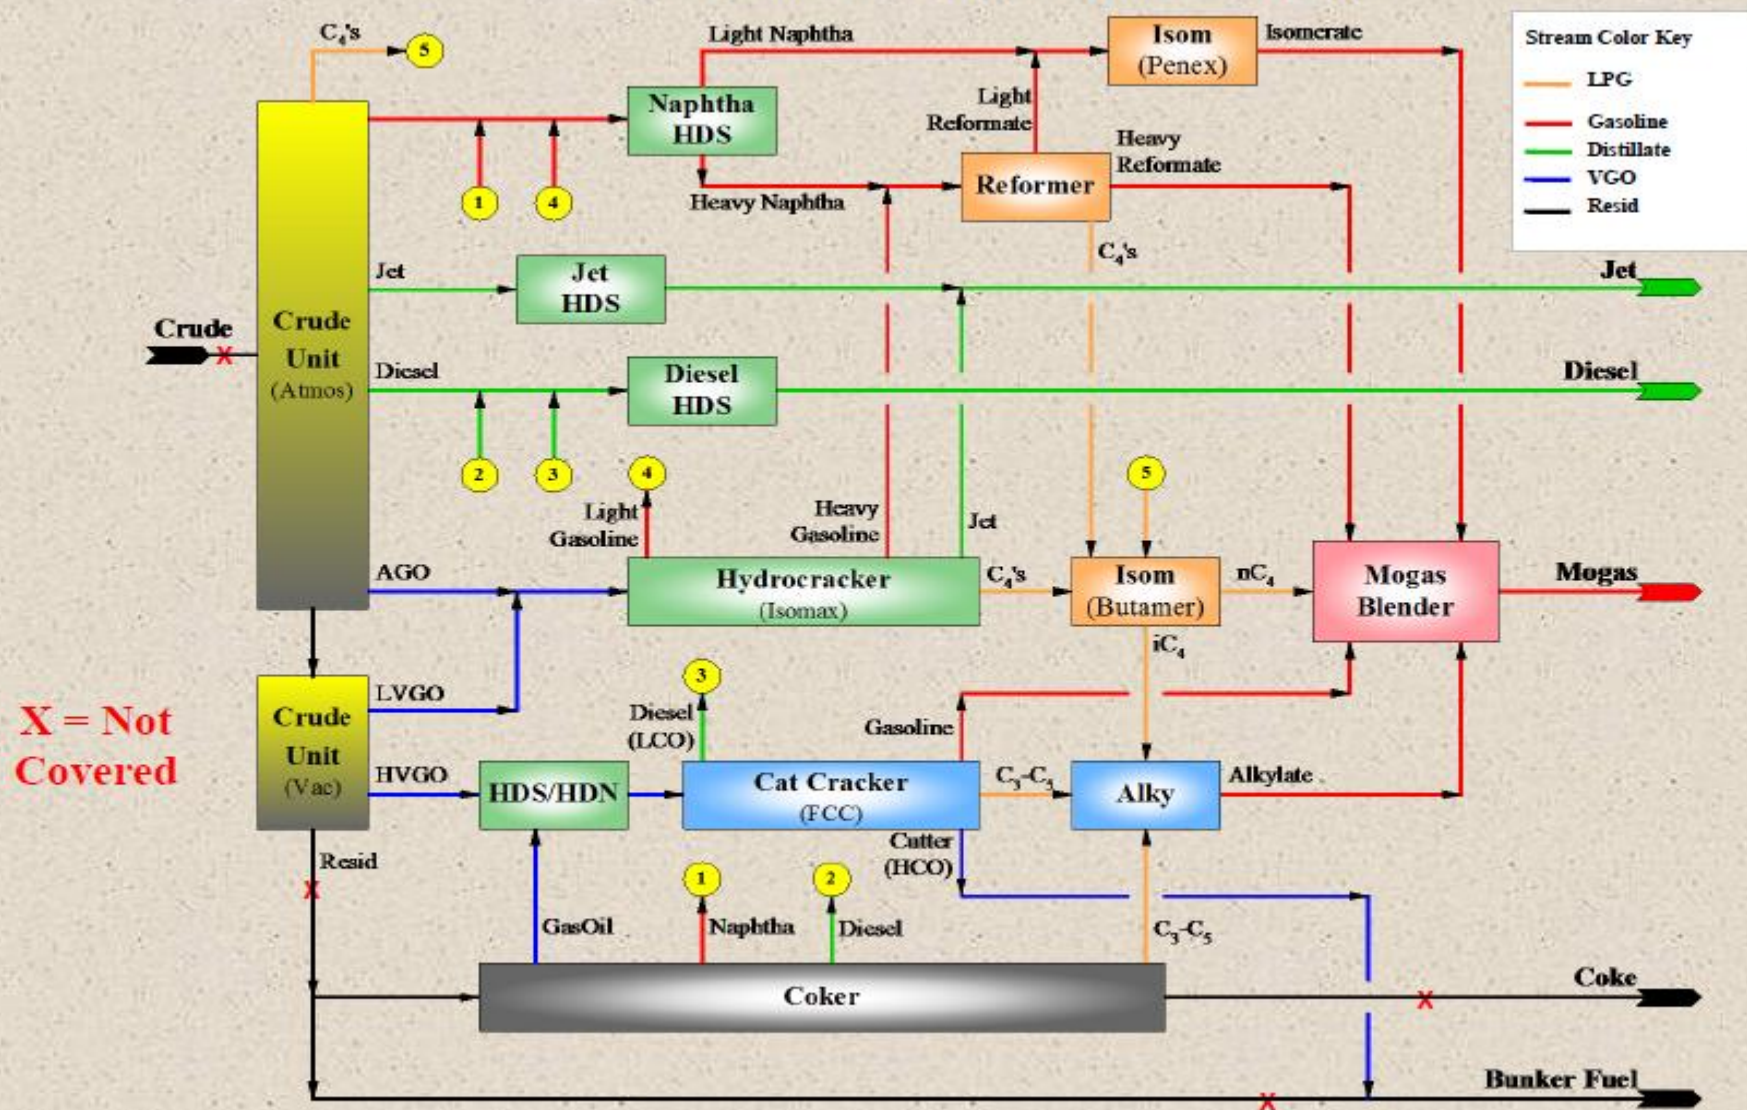 C₄'s
5
Light Naphtha
Isom
(Penex)
Isomerate
Stream Color Key
LPG
Gasoline
Distillate
VGO
Resid
Naphtha
HDS
Light
Reformate
Heavy
Reformate
1
4
Heavy Naphtha
Reformer
C₄'s
Jet
Jet
HDS
Jet
Crude
X
Crude
Unit
(Atmos)
Diesel
Diesel
HDS
Diesel
2
3
4
5
Light
Gasoline
Heavy
Gasoline
Jet
AGO
Hydrocracker
(Isomax)
C₄'s
Isom
(Butamer)
nC₄
Mogas
Blender
Mogas
iC₄
X = Not
Covered
Crude
Unit
(Vac)
LVGO
3
Diesel
(LCO)
Gasoline
HVGO
HDS/HDN
Cat Cracker
(FCC)
C₃-C₅
Alky
Alkylate
Resid
X
Cutter
(HCO)
1
2
GasOil
Naphtha
Diesel
C₃-C₅
Coker
X
Coke
X
Bunker Fuel